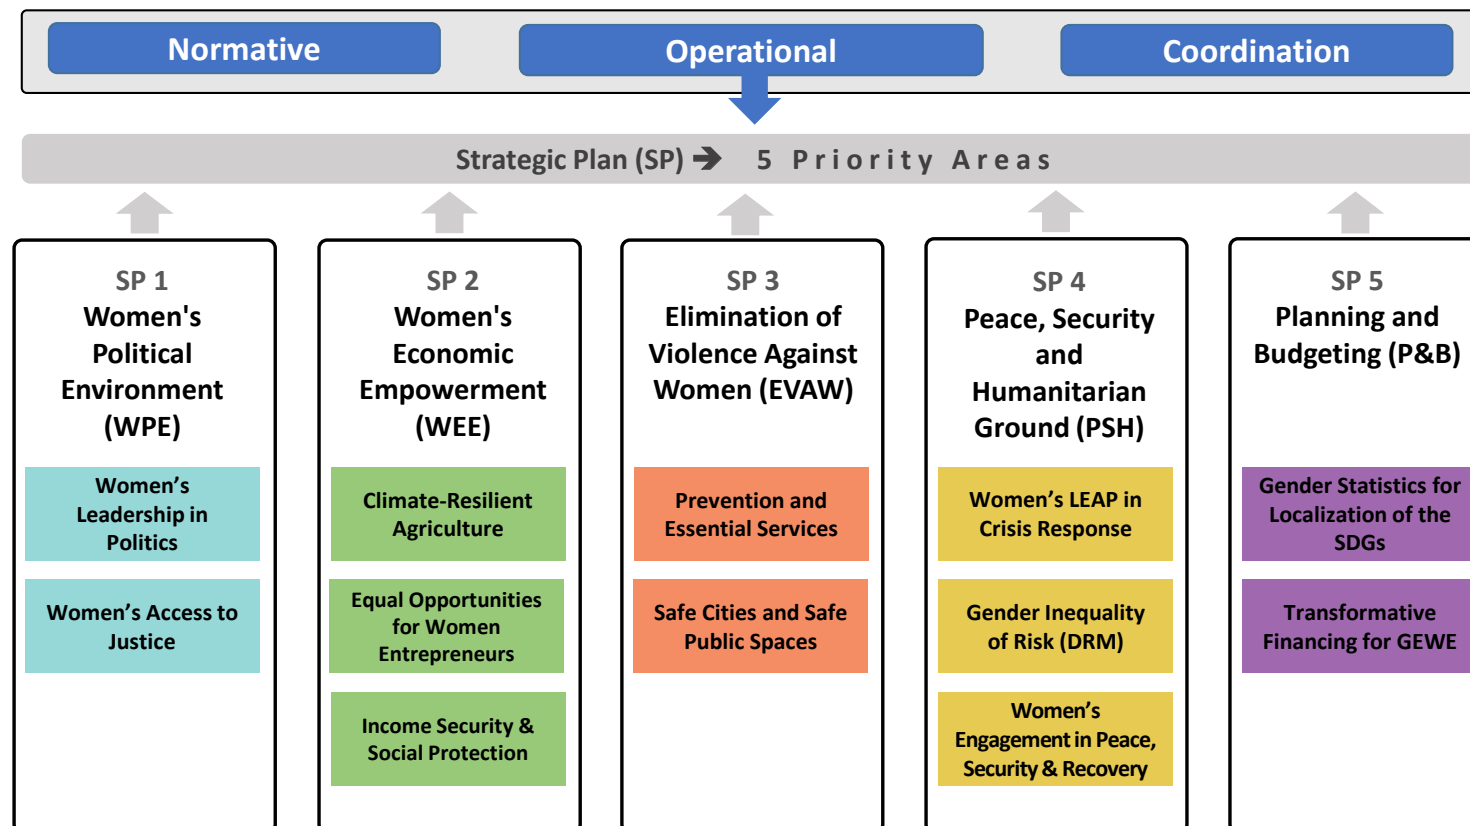 Normative
Operational
Coordination
Strategic Plan (SP) ➔ 5 Priority Areas
SP 1
Women's
Political
Environment
(WPE)
Women’s
Leadership in
Politics
Women’s Access to
Justice
SP 2
Women's
Economic
Empowerment
(WEE)
Climate-Resilient
Agriculture
Equal Opportunities
for Women
Entrepreneurs
Income Security &
Social Protection
SP 3
Elimination of
Violence Against
Women (EVAW)
Prevention and
Essential Services
Safe Cities and Safe
Public Spaces
SP 4
Peace, Security
and
Humanitarian
Ground (PSH)
Women’s LEAP in
Crisis Response
Gender Inequality
of Risk (DRM)
Women’s
Engagement in Peace,
Security & Recovery
SP 5
Planning and
Budgeting (P&B)
Gender Statistics for
Localization of the
SDGs
Transformative
Financing for GEWE